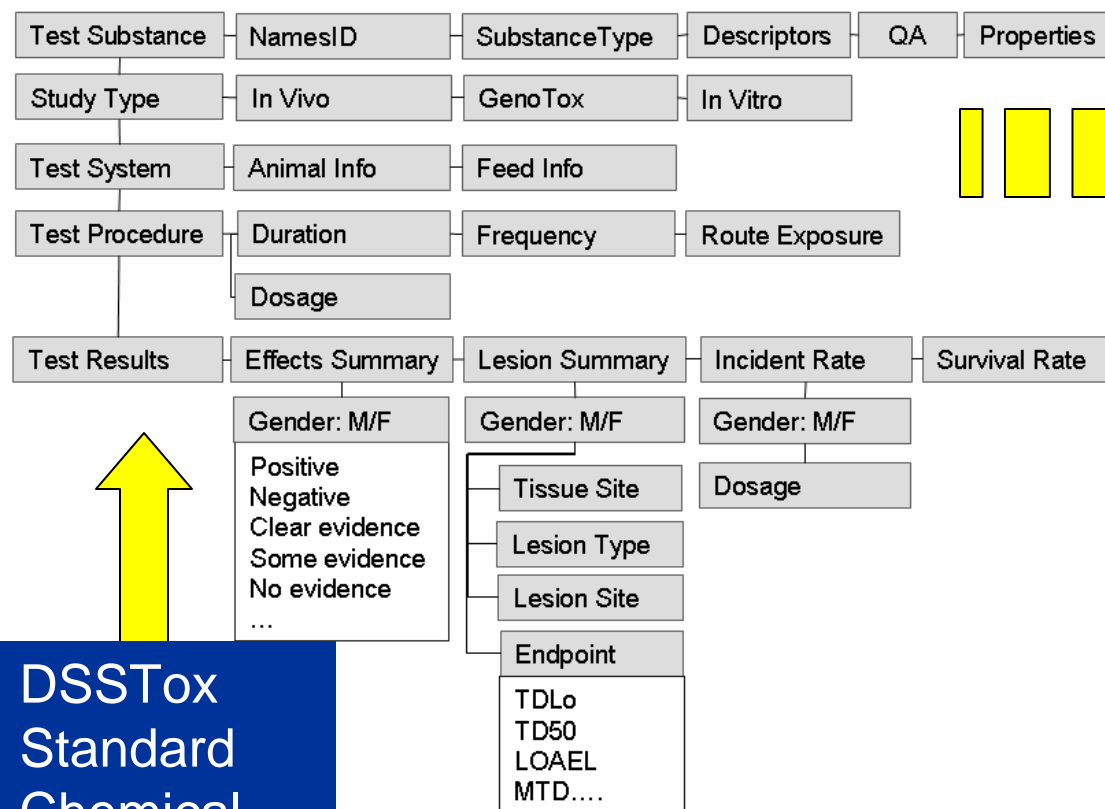 Test Substance NamesID SubstanceType Descriptors QA Properties
Study Type In Vivo GenoTox In Vitro
Test System Animal Info Feed Info
Test Procedure Duration Frequency Route Exposure
Dosage
Test Results Effects Summary Lesion Summary Incident Rate Survival Rate
Gender: M/F Gender: M/F Gender: M/F
Positive
Negative
Clear evidence
Some evidence
No evidence
...
Tissue Site
Lesion Type
Lesion Site
Endpoint
TDLo
TD50
LOAEL
MTD....
Dosage
DSSTox
Standard
Chemical